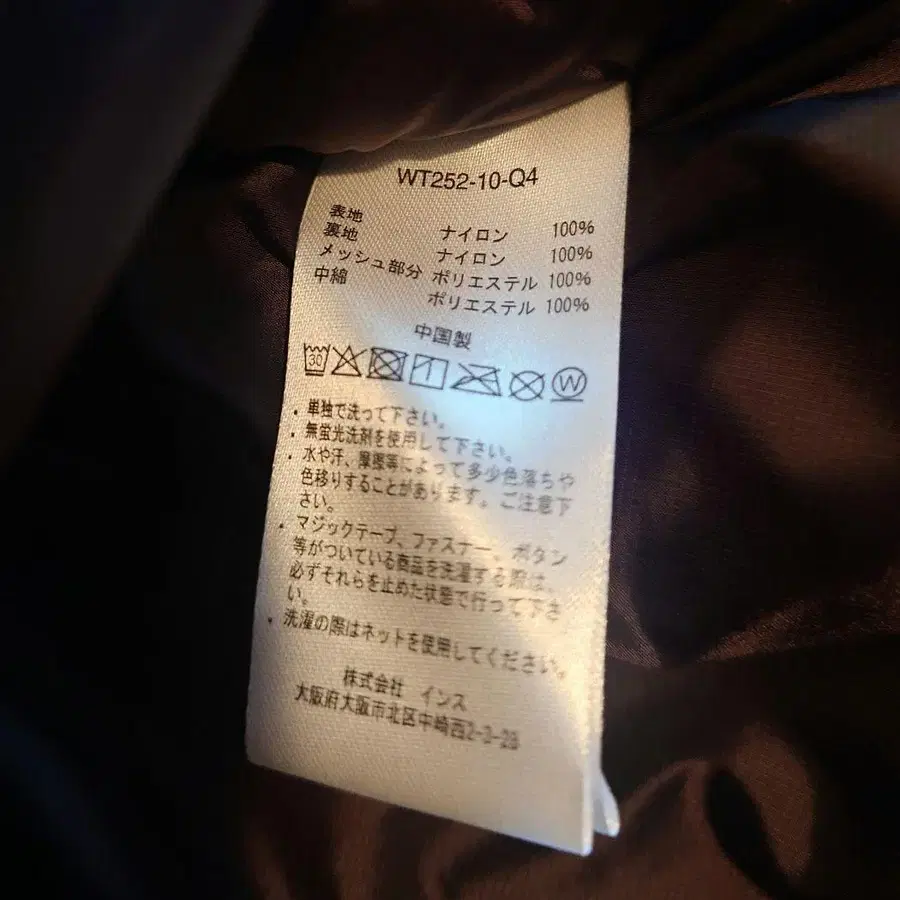 WT252-10-Q4
表地 ナイロン 100%
裏地 ナイロン 100%
メッシュ部分 ポリエステル 100%
中綿 ポリエステル 100%
中国製
30 W
・単独で洗って下さい。
・無蛍光洗剤を使用して下さい。
・水や汗、摩擦等によって多少色落ちや
色移りすることがあります。ご注意下
さい。
・マジックテープ、ファスナー、ボタン
等がついている商品を洗濯する際は、
必ずそれらを止めた状態で行って下さ
い。
・洗濯の際はネットを使用してください。
株式会社 インス
大阪府大阪市北区中崎西2-3-28